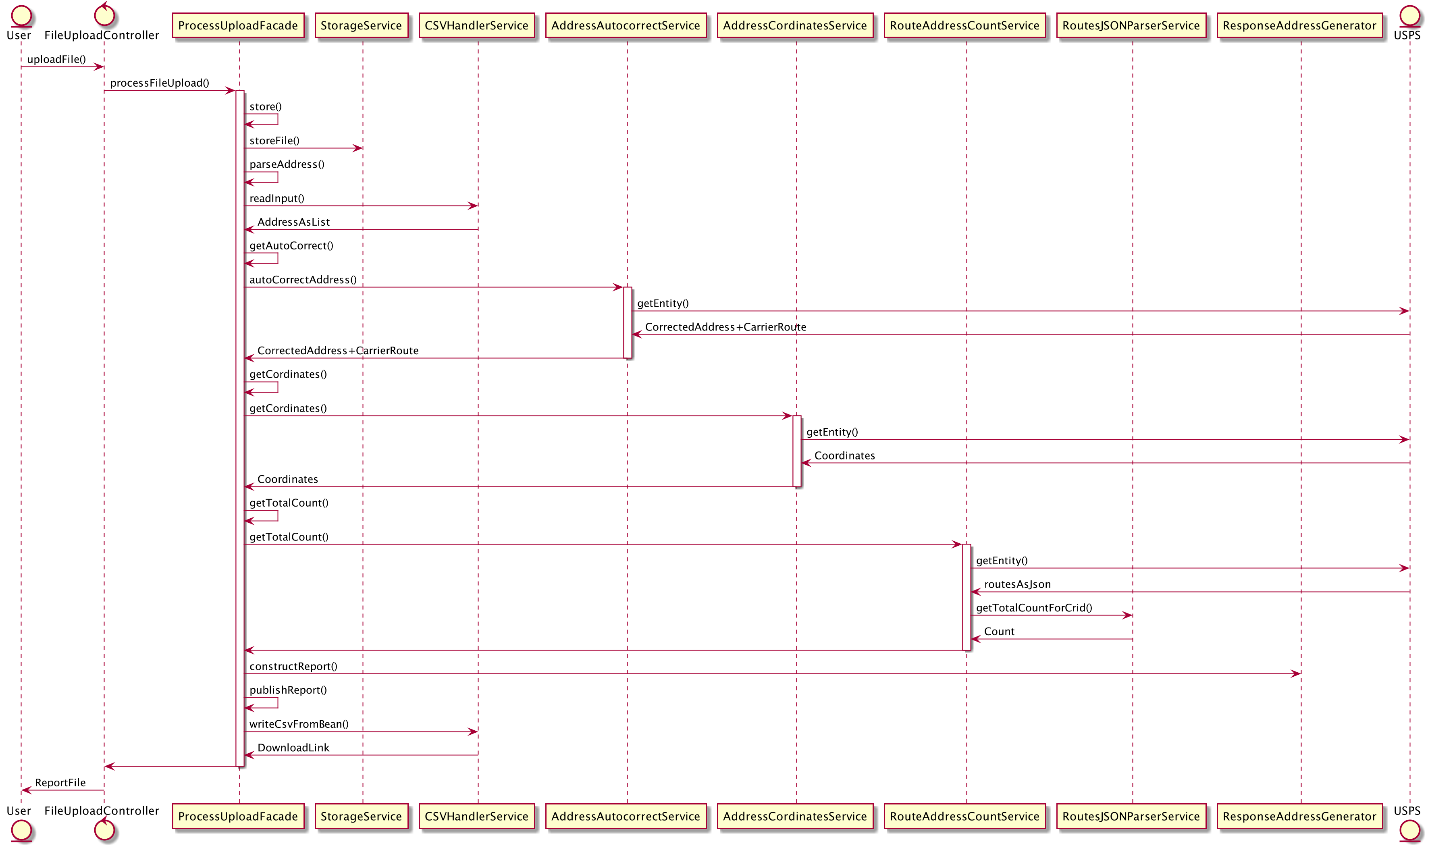 User
FileUploadController
ProcessUploadFacade
StorageService
CSVHandlerService
AddressAutocorrectService
AddressCordinatesService
RouteAddressCountService
RoutesJSONParserService
ResponseAddressGenerator
USPS
uploadFile()
processFileUpload()
store()
storeFile()
parseAddress()
readInput()
AddressAsList
getAutoCorrect()
autoCorrectAddress()
getEntity()
CorrectedAddress+CarrierRoute
CorrectedAddress+CarrierRoute
getCordinates()
getCordinates()
getEntity()
Coordinates
Coordinates
getTotalCount()
getTotalCount()
getEntity()
routesAsJson
getTotalCountForCrid()
Count
constructReport()
publishReport()
writeCsvFromBean()
DownloadLink
ReportFile
User
FileUploadController
ProcessUploadFacade
StorageService
CSVHandlerService
AddressAutocorrectService
AddressCordinatesService
RouteAddressCountService
RoutesJSONParserService
ResponseAddressGenerator
USPS